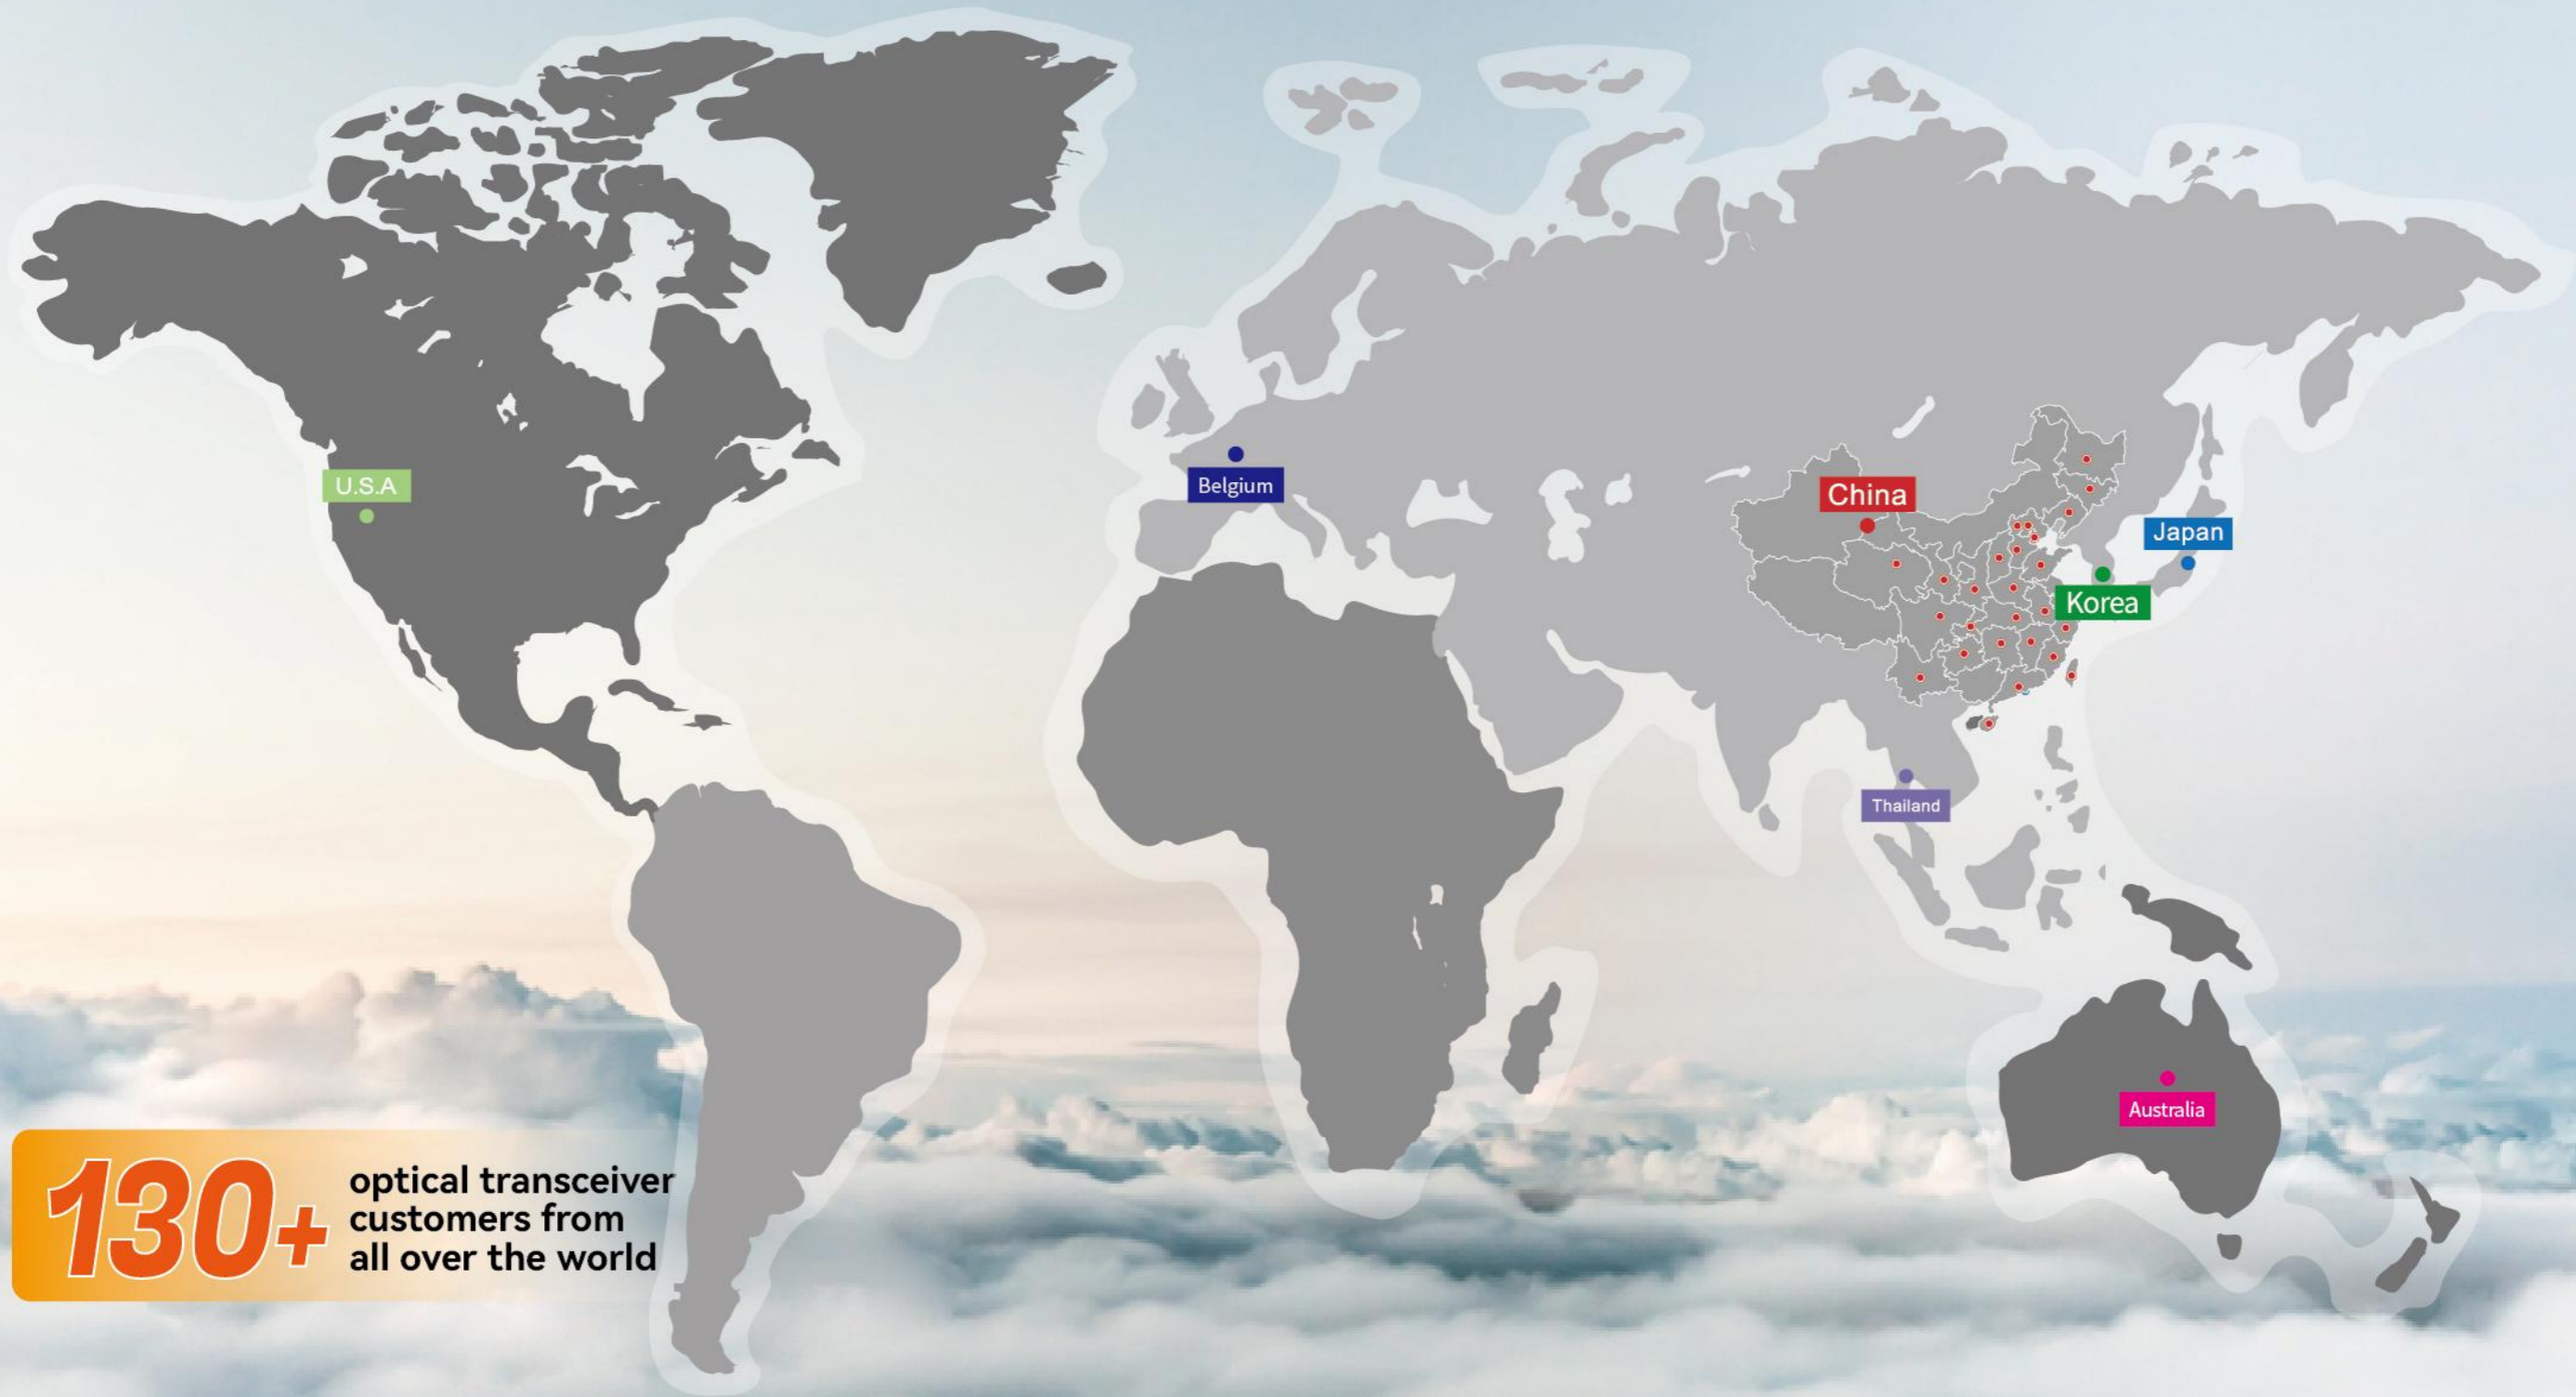 U.S.A
Belgium
China
Japan
Korea
Thailand
Australia
130+
optical transceiver
customers from
all over the world